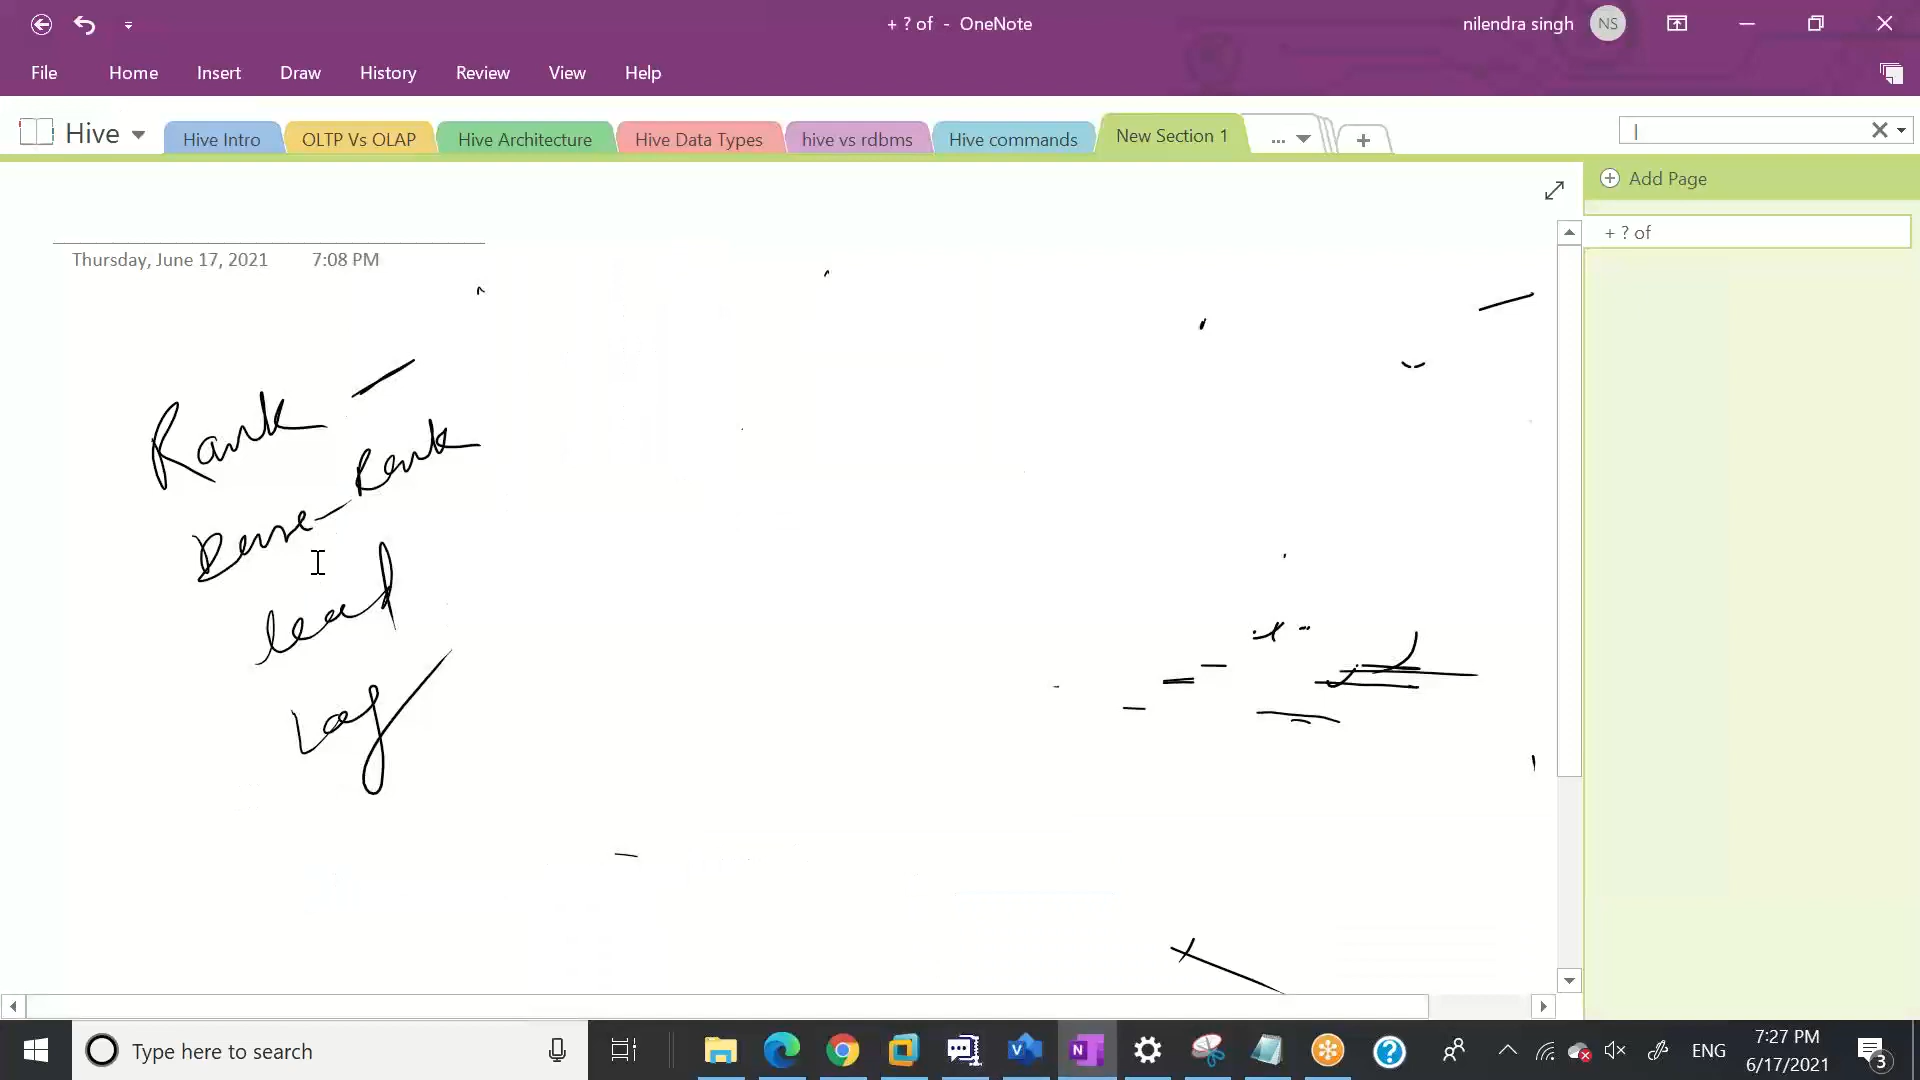 + ? of - OneNote
nilendra singh
NS
File Home Insert Draw History Review View Help
Hive
Hive Intro
OLTP Vs OLAP
Hive Architecture
Hive Data Types
hive vs rdbms
Hive commands
New Section 1
...
Add Page
+ ? of
Thursday, June 17, 2021 7:08 PM
Rank -
Dense - Rank
lead
Lag
Type here to search
ENG
7:27 PM
6/17/2021
3